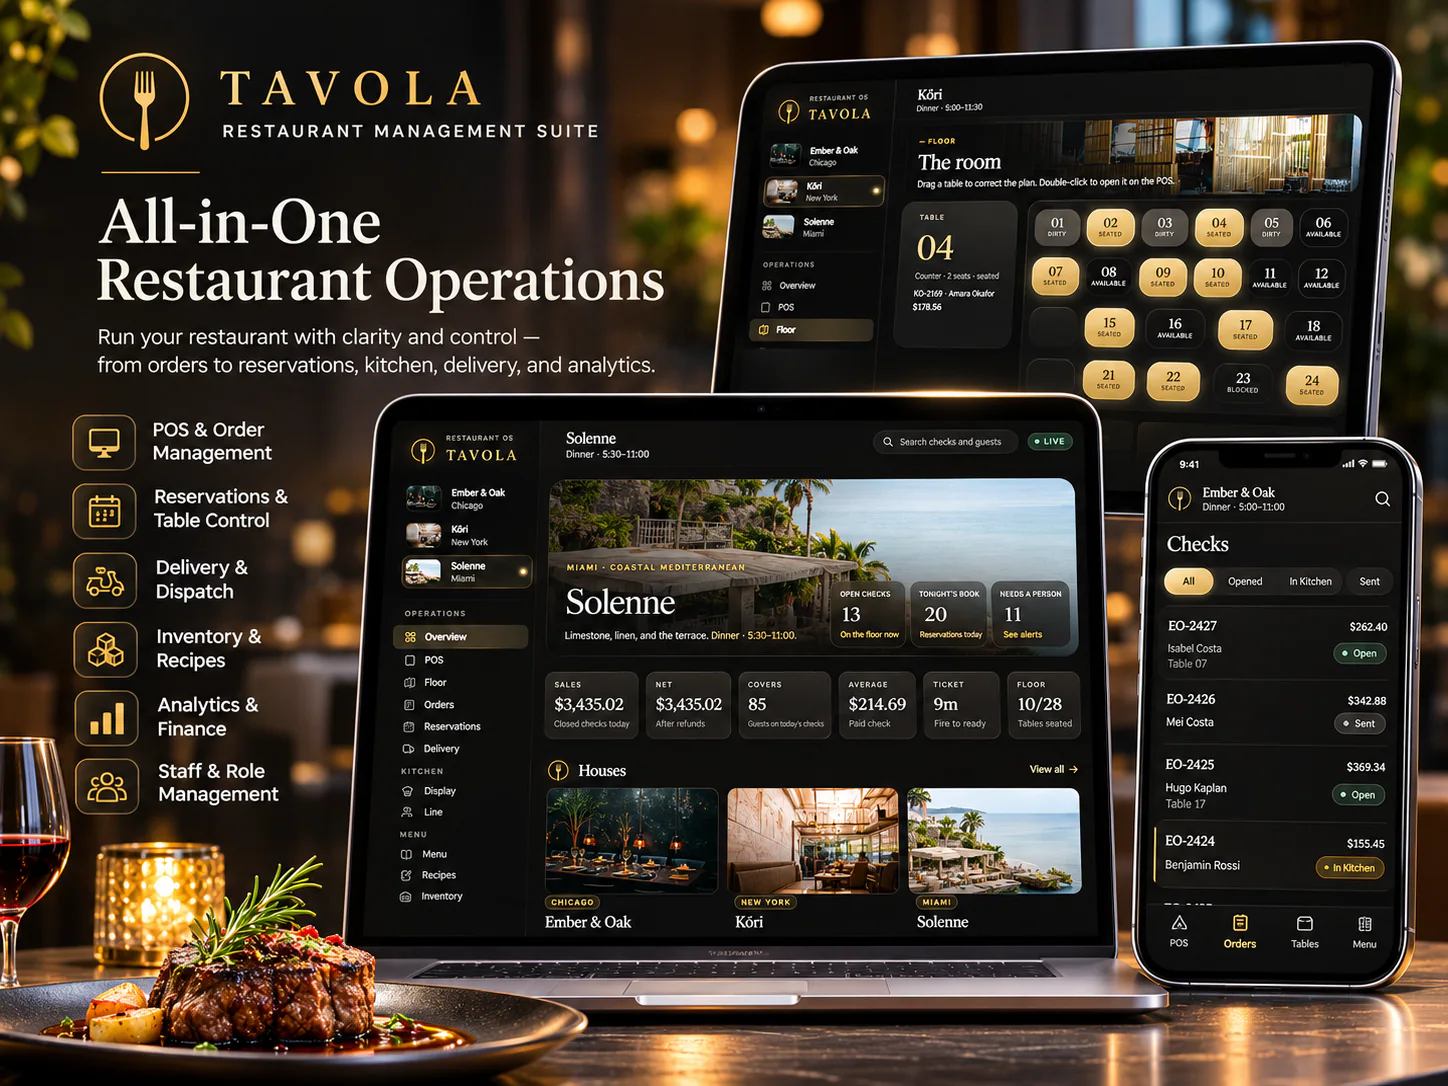 TAVOLA
RESTAURANT MANAGEMENT SUITE
All-in-One
Restaurant Operations
Run your restaurant with clarity and control —
from orders to reservations, kitchen, delivery, and analytics.
POS & Order
Management
Reservations &
Table Control
Delivery &
Dispatch
Inventory &
Recipes
Analytics &
Finance
Staff & Role
Management
RESTAURANT OS
TAVOLA
Ember & Oak
Chicago
Kōri
New York
Solenne
Miami
OPERATIONS
Overview
POS
Floor
Kōri
Dinner · 5:00–11:30
— FLOOR
The room
Drag a table to correct the plan. Double-click to open it on the POS.
TABLE
04
Counter · 2 seats · seated
KO-2169 · Amara Okafor
$178.56
01
DIRTY
02
SEATED
03
DIRTY
04
SEATED
05
DIRTY
06
AVAILABLE
07
SEATED
08
AVAILABLE
09
SEATED
10
SEATED
11
AVAILABLE
12
AVAILABLE
15
SEATED
16
AVAILABLE
17
SEATED
18
AVAILABLE
21
SEATED
22
SEATED
23
BLOCKED
24
SEATED
RESTAURANT OS
TAVOLA
Ember & Oak
Chicago
Kōri
New York
Solenne
Miami
OPERATIONS
Overview
POS
Floor
Orders
Reservations
Delivery
KITCHEN
Display
Line
MENU
Menu
Recipes
Inventory
Solenne
Dinner · 5:30–11:00
Search checks and guests
LIVE
MIAMI · COASTAL MEDITERRANEAN
Solenne
Limestone, linen, and the terrace. Dinner · 5:30–11:00.
OPEN CHECKS
13
On the floor now
TONIGHT'S BOOK
20
Reservations today
NEEDS A PERSON
11
See alerts
SALES
$3,435.02
Closed checks today
NET
$3,435.02
After refunds
COVERS
85
Guests on today's checks
AVERAGE
$214.69
Paid check
TICKET
9m
Fire to ready
FLOOR
10/28
Tables seated
Houses
View all →
CHICAGO
Ember & Oak
NEW YORK
Kōri
MIAMI
Solenne
9:41
Ember & Oak
Dinner · 5:00–11:00
Checks
All
Opened
In Kitchen
Sent
EO-2427
$262.40
Isabel Costa
Table 07
Open
EO-2426
$342.88
Mei Costa
Sent
EO-2425
$369.34
Hugo Kaplan
Table 17
Open
EO-2424
$155.45
Benjamin Rossi
In Kitchen
POS
Orders
Tables
Menu